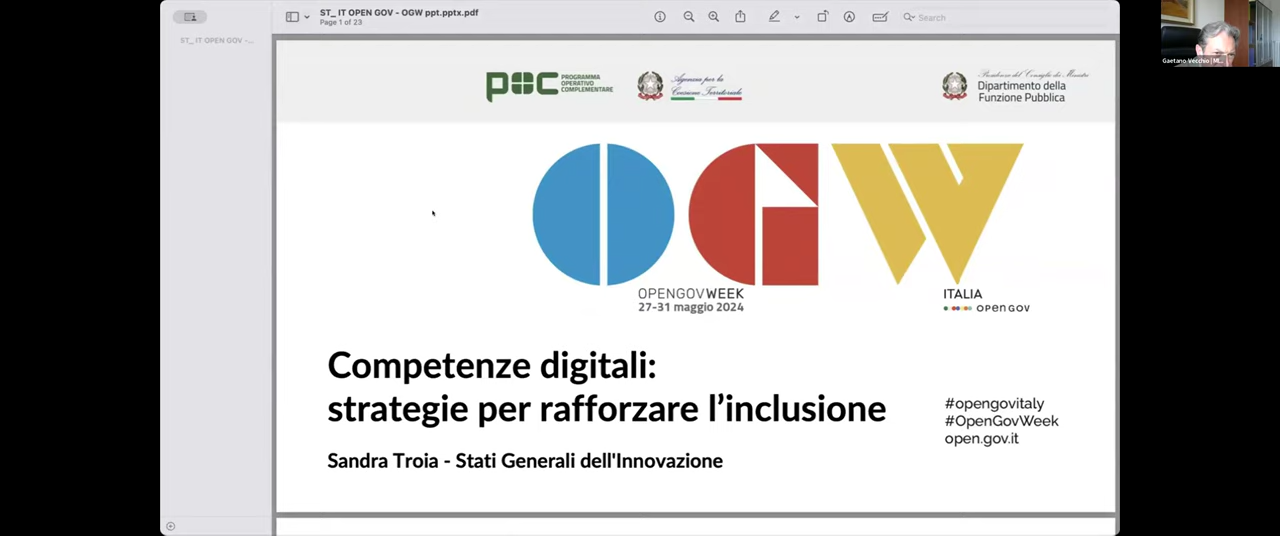 ST_ IT OPEN GOV - OGW ppt.pptx.pdf
Page 1 of 23
Search
ST_ IT OPEN GOV -...
Gaetano Vecchio | MI...
POC PROGRAMMA
OPERATIVO
COMPLEMENTARE
Agenzia per la
Coesione Territoriale
Presidenza del Consiglio dei Ministri
Dipartimento della
Funzione Pubblica
OGW
OPENGOVWEEK
27-31 maggio 2024
ITALIA
open gov
Competenze digitali:
strategie per rafforzare l’inclusione
Sandra Troia - Stati Generali dell'Innovazione
#opengovitaly
#OpenGovWeek
open.gov.it